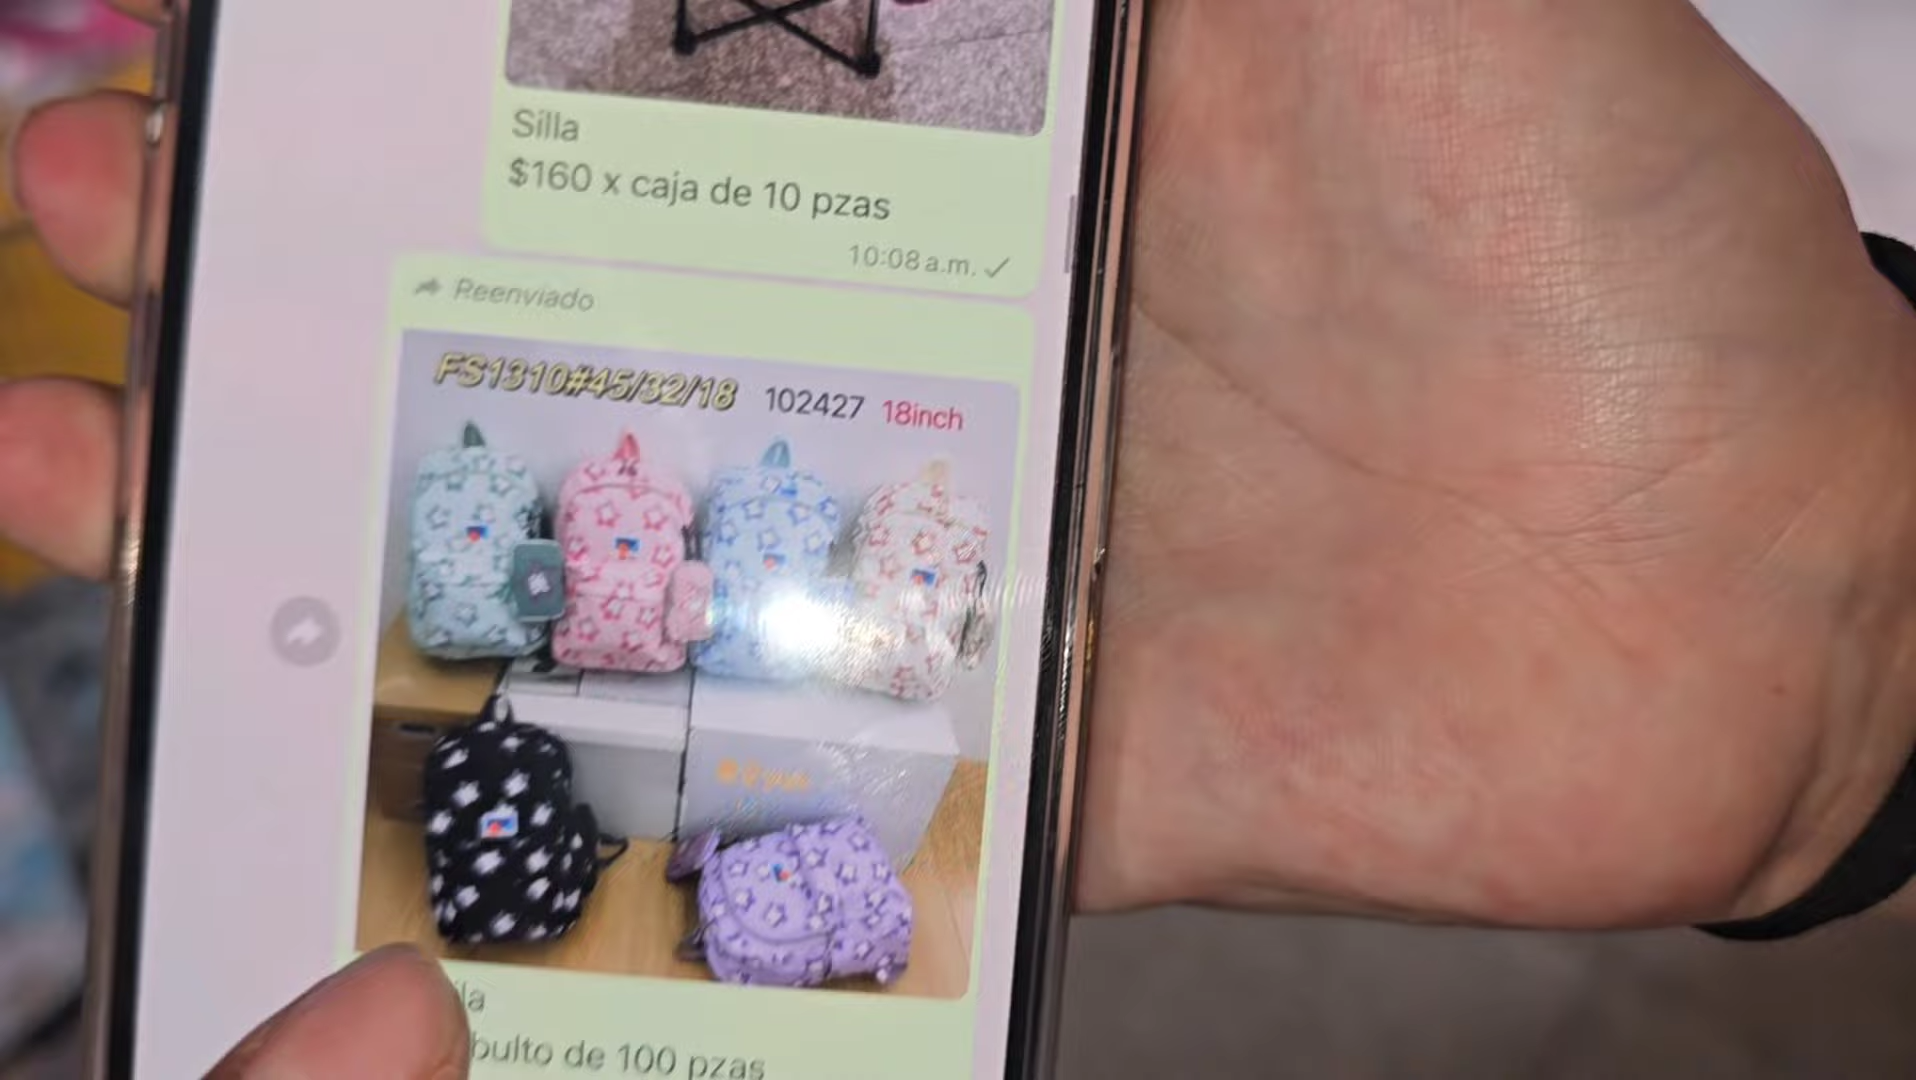 Silla
$160 x caja de 10 pzas
10:08 a.m.
Reenviado
FS1310#45/32/18 102427 18inch
la
bulto de 100 pzas